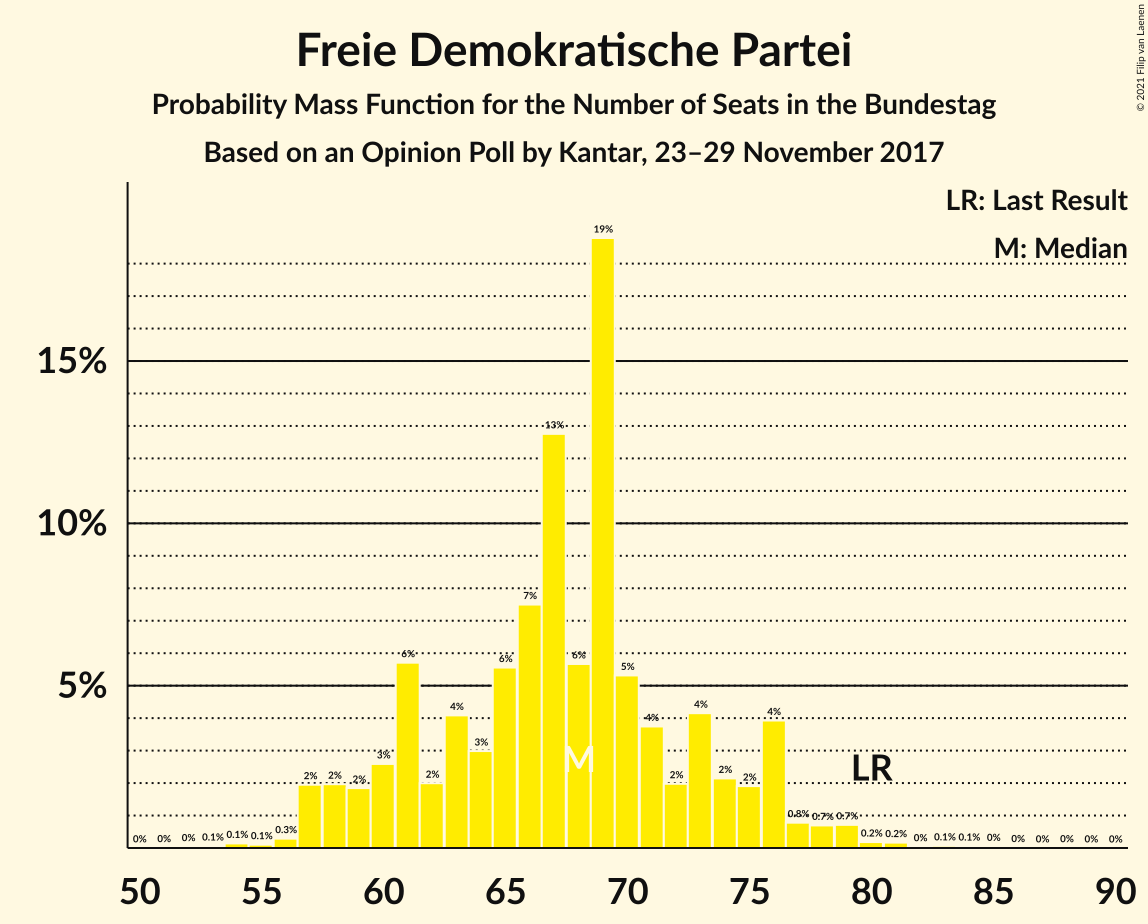 Freie Demokratische Partei
Probability Mass Function for the Number of Seats in the Bundestag
Based on an Opinion Poll by Kantar, 23–29 November 2017
© 2021 Filip van Laenen
LR: Last Result
M: Median
19%
15%
13%
10%
7%
6% 6% 6% 5%
5%
4% 4% 4% 4%
3% 3%
M
LR
2% 2% 2% 2% 2% 2% 2%
0% 0% 0% 0.1% 0.1% 0.1% 0.3% 0.8% 0.7% 0.7% 0.2% 0.2% 0% 0.1% 0.1% 0% 0% 0% 0% 0% 0%
50 55 60 65 70 75 80 85 90